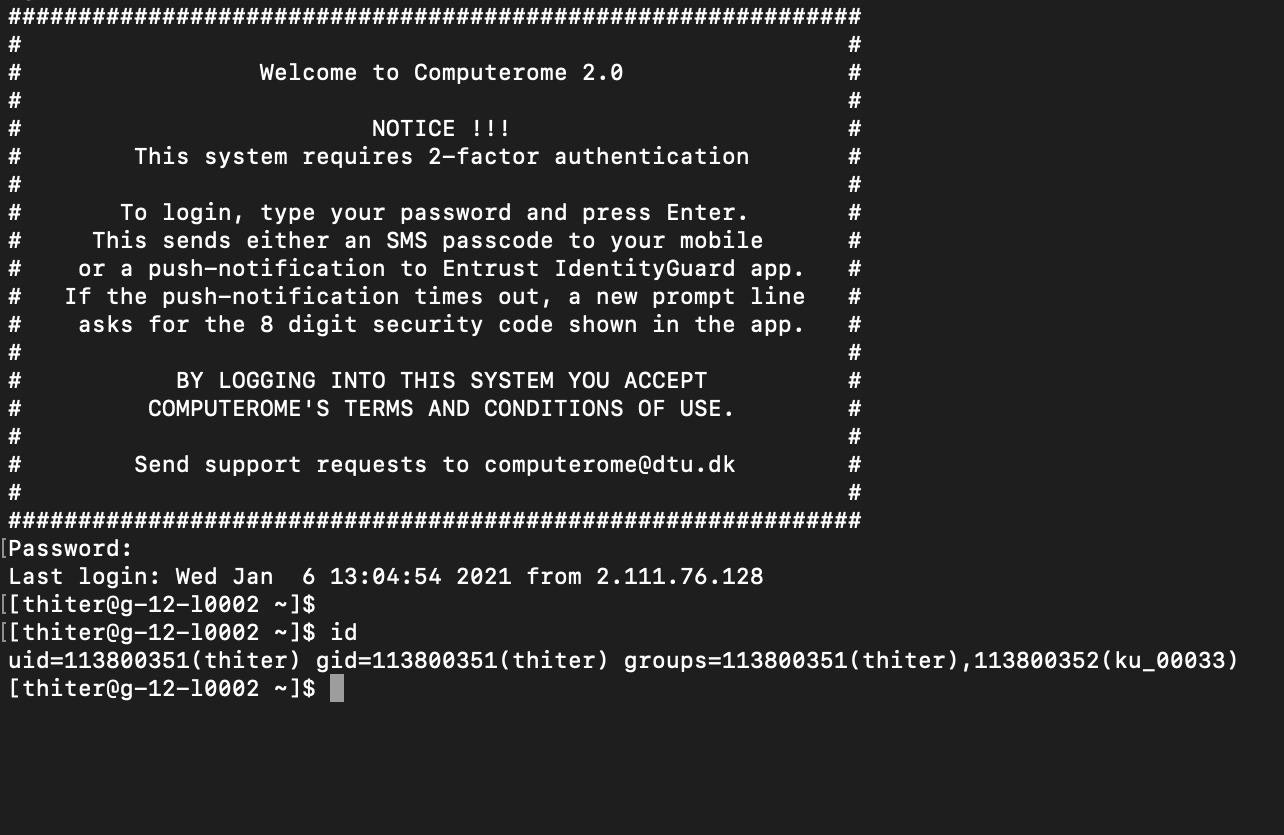 #############################################################
#                                                           #
#                 Welcome to Computerome 2.0                #
#                                                           #
#                         NOTICE !!!                        #
#        This system requires 2-factor authentication       #
#                                                           #
#       To login, type your password and press Enter.       #
#     This sends either an SMS passcode to your mobile      #
#    or a push-notification to Entrust IdentityGuard app.   #
#   If the push-notification times out, a new prompt line   #
#    asks for the 8 digit security code shown in the app.   #
#                                                           #
#           BY LOGGING INTO THIS SYSTEM YOU ACCEPT          #
#         COMPUTEROME'S TERMS AND CONDITIONS OF USE.        #
#                                                           #
#        Send support requests to computerome@dtu.dk        #
#                                                           #
#############################################################
[Password:
Last login: Wed Jan  6 13:04:54 2021 from 2.111.76.128
[[thiter@g-12-l0002 ~]$
[[thiter@g-12-l0002 ~]$ id
uid=113800351(thiter) gid=113800351(thiter) groups=113800351(thiter),113800352(ku_00033)
[thiter@g-12-l0002 ~]$